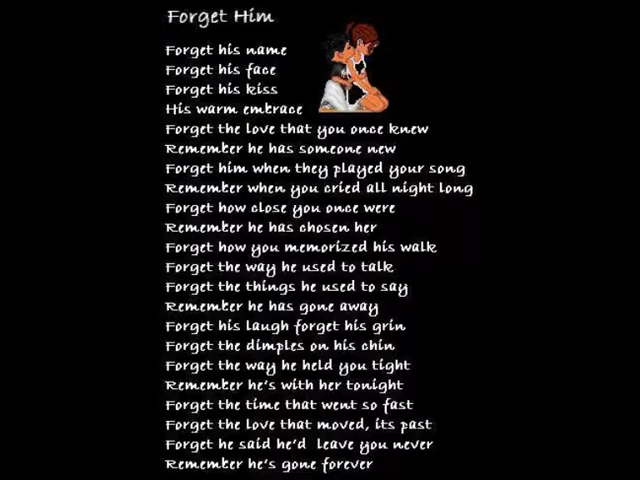 Forget Him
Forget his name
Forget his face
Forget his kiss
His warm embrace
Forget the love that you once knew
Remember he has someone new
Forget him when they played your song
Remember when you cried all night long
Forget how close you once were
Remember he has chosen her
Forget how you memorized his walk
Forget the way he used to talk
Forget the things he used to say
Remember he has gone away
Forget his laugh forget his grin
Forget the dimples on his chin
Forget the way he held you tight
Remember he's with her tonight
Forget the time that went so fast
Forget the love that moved, its past
Forget he said he'd leave you never
Remember he's gone forever